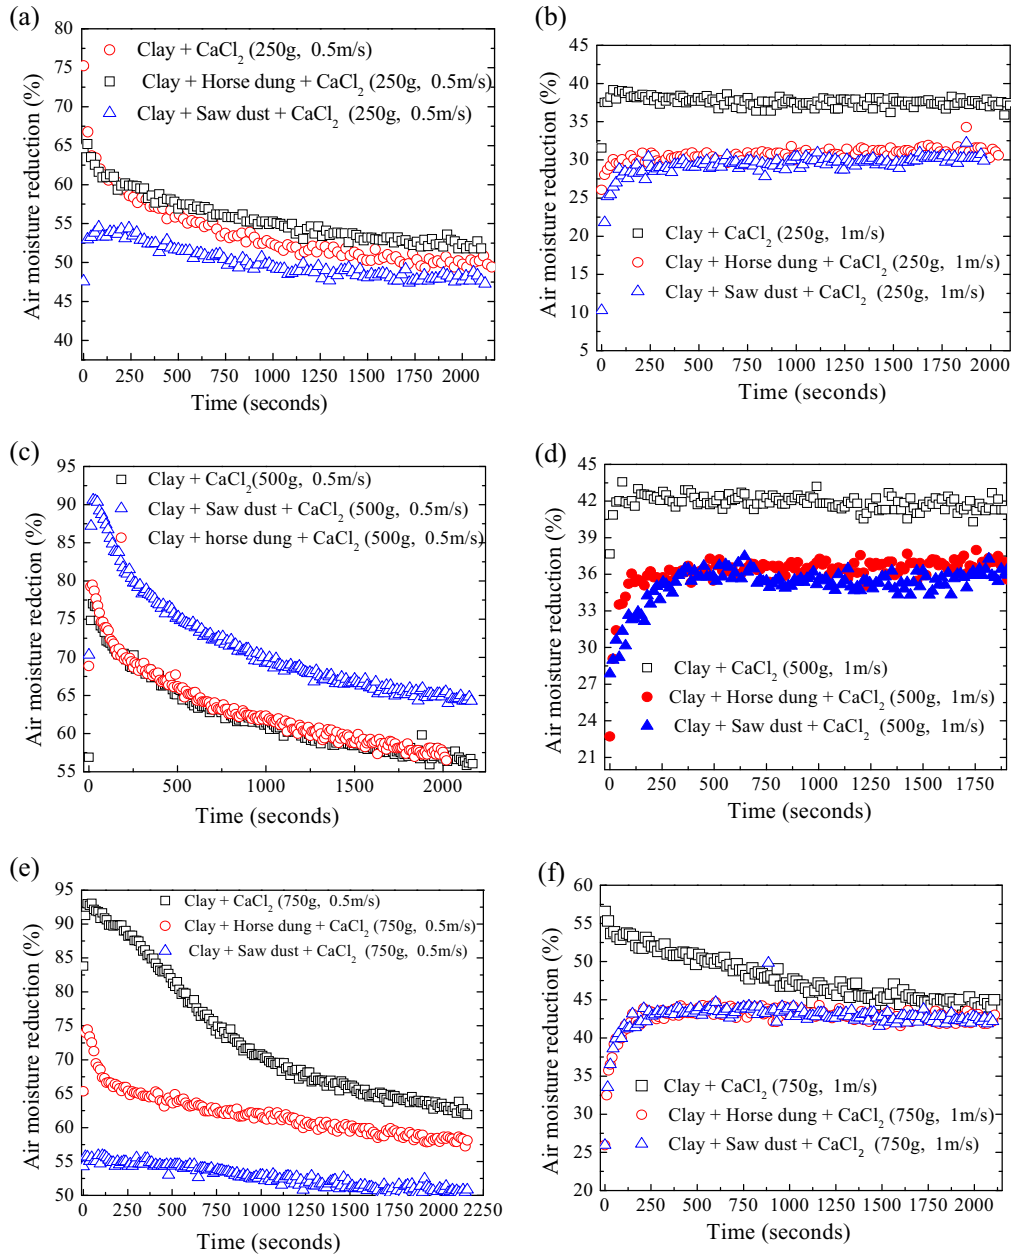 (a)
80
75
70
65
60
55
50
45
40
Air moisture reduction (%)
Clay + CaCl2 (250g, 0.5m/s)
Clay + Horse dung + CaCl2 (250g, 0.5m/s)
Clay + Saw dust + CaCl2 (250g, 0.5m/s)
0 250 500 750 1000 1250 1500 1750 2000
Time (seconds)
(b)
45
41
37
33
29
25
21
17
13
9
5
Air moisture reduction (%)
Clay + CaCl2 (250g, 1m/s)
Clay + Horse dung + CaCl2 (250g, 1m/s)
Clay + Saw dust + CaCl2 (250g, 1m/s)
0 250 500 750 1000 1250 1500 1750 2000
Time (seconds)
(c)
95
90
85
80
75
70
65
60
55
Air moisture redction (%)
Clay + CaCl2(500g, 0.5m/s)
Clay + Saw dust + CaCl2 (500g, 0.5m/s)
Clay + horse dung + CaCl2 (500g, 0.5m/s)
0 500 1000 1500 2000
Time (seconds)
(d)
45
42
39
36
33
30
27
24
21
Air moisture reduction (%)
Clay + CaCl2 (500g, 1m/s)
Clay + Horse dung + CaCl2 (500g, 1m/s)
Clay + Saw dust + CaCl2 (500g, 1m/s)
0 250 500 750 1000 1250 1500 1750
Time (seconds)
(e)
95
90
85
80
75
70
65
60
55
50
Air moisture reduction (%)
Clay + CaCl2 (750g, 0.5m/s)
Clay + Horse dung + CaCl2 (750g, 0.5m/s)
Clay + Saw dust + CaCl2 (750g, 0.5m/s)
0 250 500 750 1000 1250 1500 1750 2000 2250
Time (seconds)
(f)
60
55
50
45
40
35
30
25
20
Air moisture reduction (%)
Clay + CaCl2 (750g, 1m/s)
Clay + Horse dung + CaCl2 (750g, 1m/s)
Clay + Saw dust + CaCl2 (750g, 1m/s)
0 250 500 750 1000 1250 1500 1750 2000
Time (seconds)